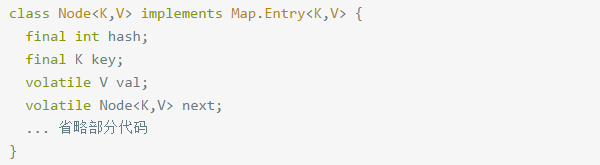 class Node<K,V> implements Map.Entry<K,V> {
  final int hash;
  final K key;
  volatile V val;
  volatile Node<K,V> next;
  ... 省略部分代码
}